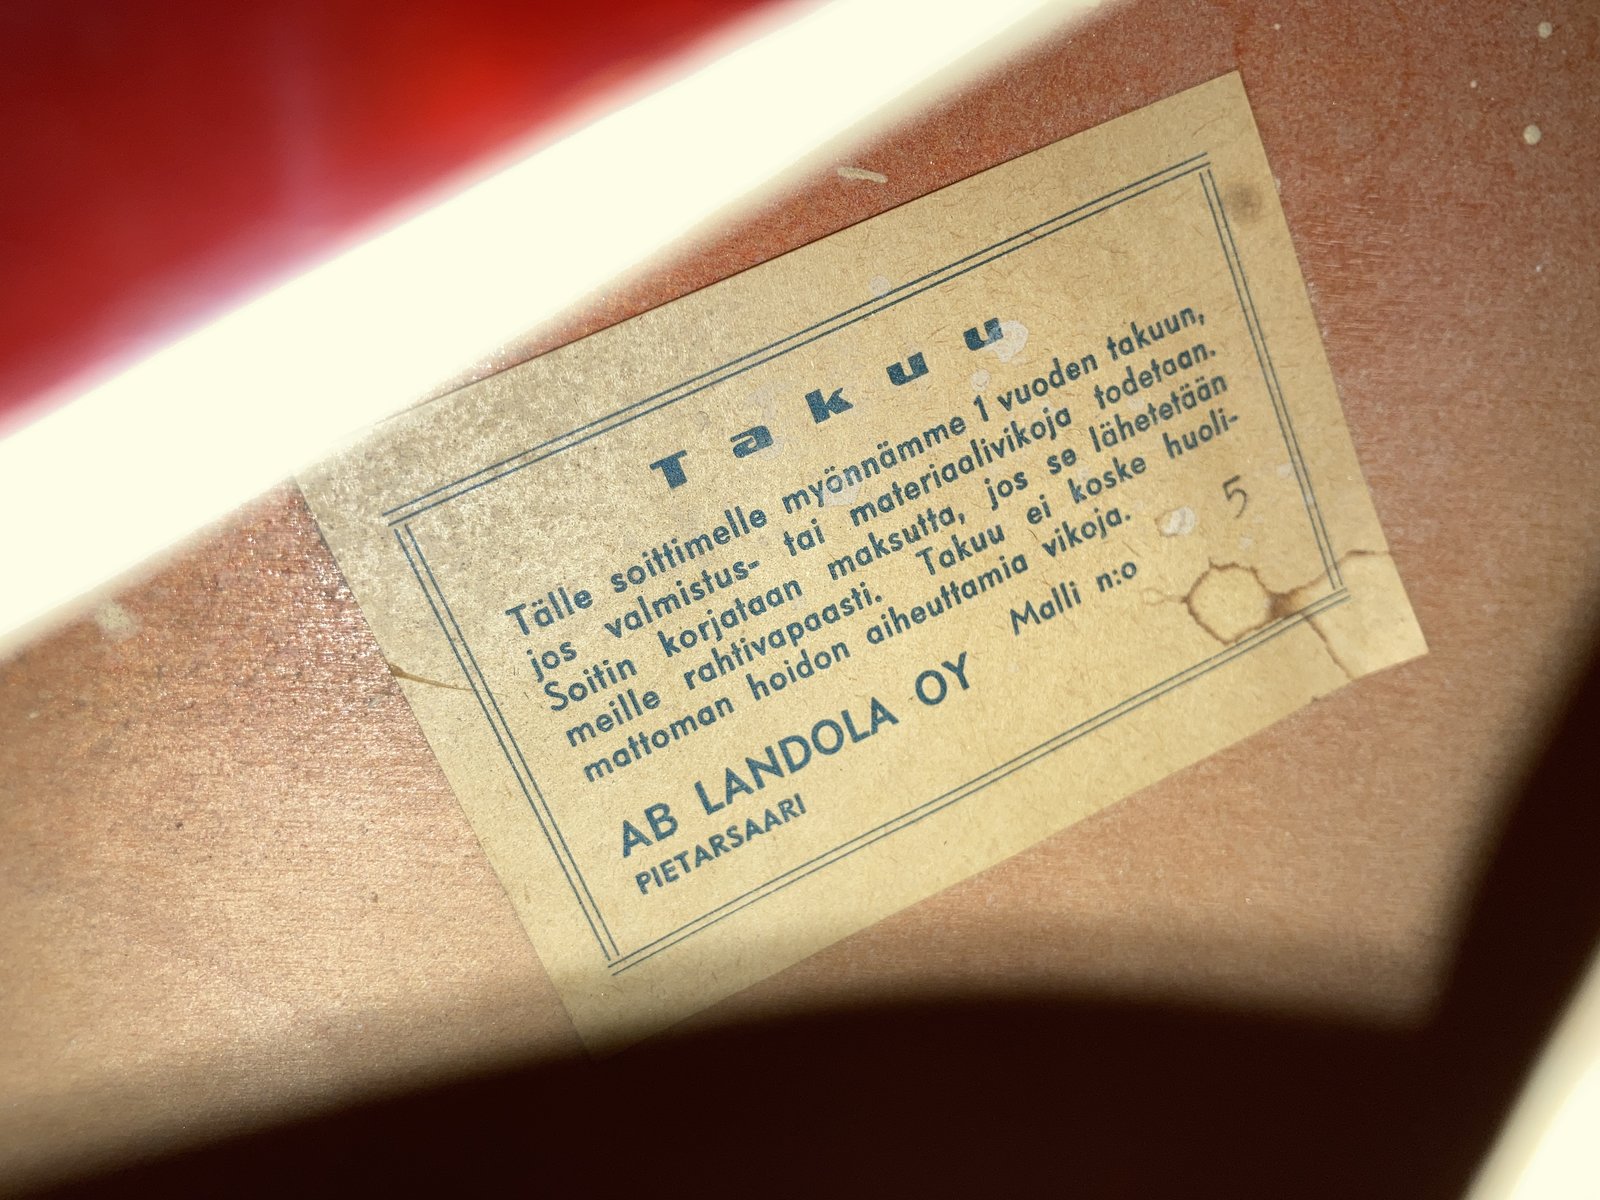 Takuu
Tälle soittimelle myönnämme 1 vuoden takuun,
jos valmistus- tai materiaalivikoja todetaan.
Soitin korjataan maksutta, jos se lähetetään
meille rahtivapaasti. Takuu ei koske huoli-
mattoman hoidon aiheuttamia vikoja.
Malli n:o 5
AB LANDOLA OY
PIETARSAARI